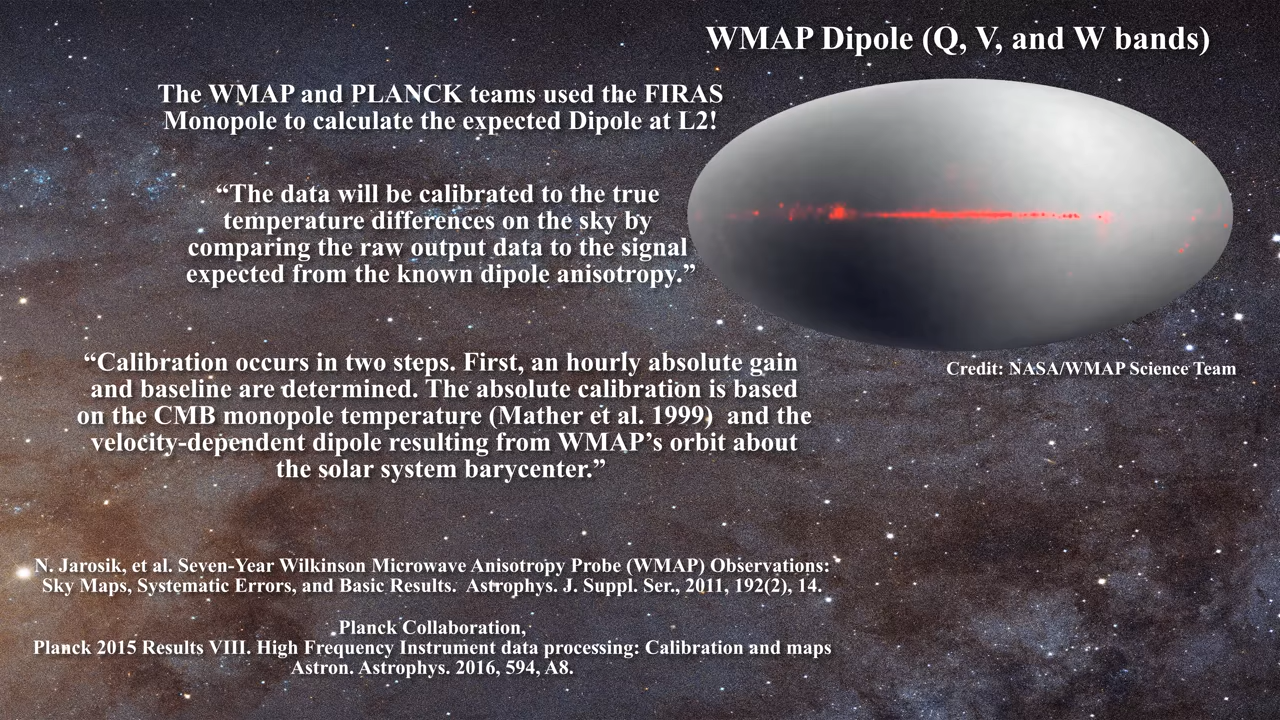 WMAP Dipole (Q, V, and W bands)
The WMAP and PLANCK teams used the FIRAS
Monopole to calculate the expected Dipole at L2!
“The data will be calibrated to the true
temperature differences on the sky by
comparing the raw output data to the signal
expected from the known dipole anisotropy.”
Credit: NASA/WMAP Science Team
“Calibration occurs in two steps. First, an hourly absolute gain
and baseline are determined. The absolute calibration is based
on the CMB monopole temperature (Mather et al. 1999)  and the
velocity-dependent dipole resulting from WMAP’s orbit about
the solar system barycenter.”
N. Jarosik, et al. Seven-Year Wilkinson Microwave Anisotropy Probe (WMAP) Observations:
Sky Maps, Systematic Errors, and Basic Results.  Astrophys. J. Suppl. Ser., 2011, 192(2), 14.
Planck Collaboration,
Planck 2015 Results VIII. High Frequency Instrument data processing: Calibration and maps
Astron. Astrophys. 2016, 594, A8.